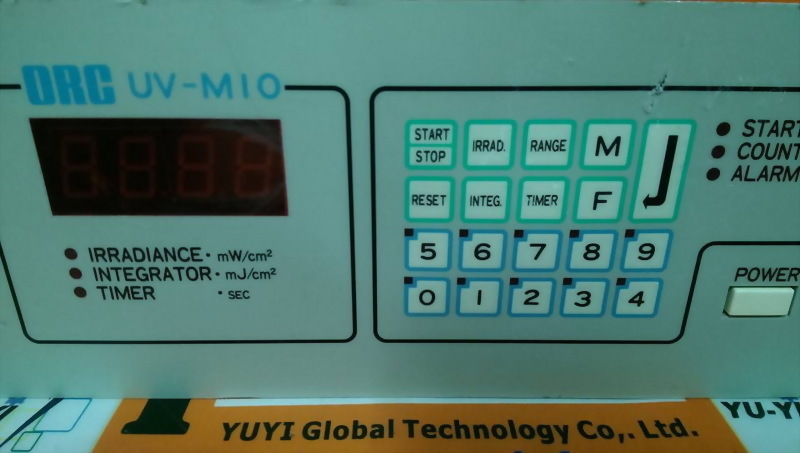 ORC UV-M10
IRRADIANCE · mW/cm²
INTEGRATOR · mJ/cm²
TIMER · SEC
START IRRAD. RANGE M
STOP
RESET INTEG. TIMER F
5 6 7 8 9
0 1 2 3 4
START
COUNT
ALARM
POWER
YUYI Global Technology Co,. Ltd.
YU-YI